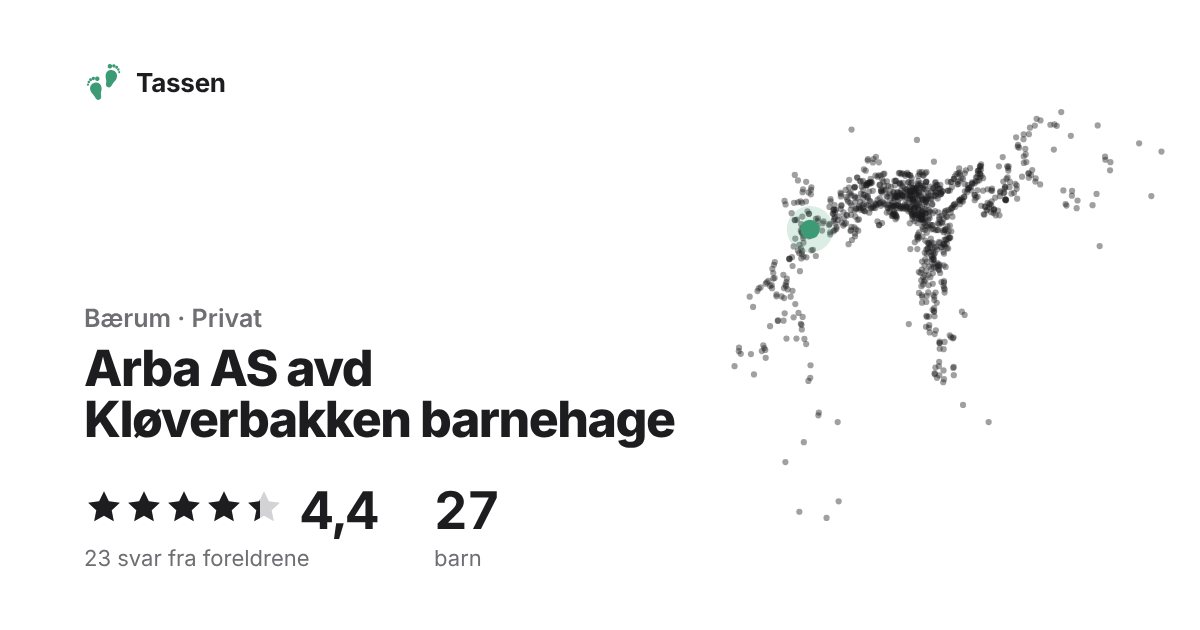 Tassen
Bærum · Privat
Arba AS avd
Kløverbakken barnehage
4,4
23 svar fra foreldrene
27
barn